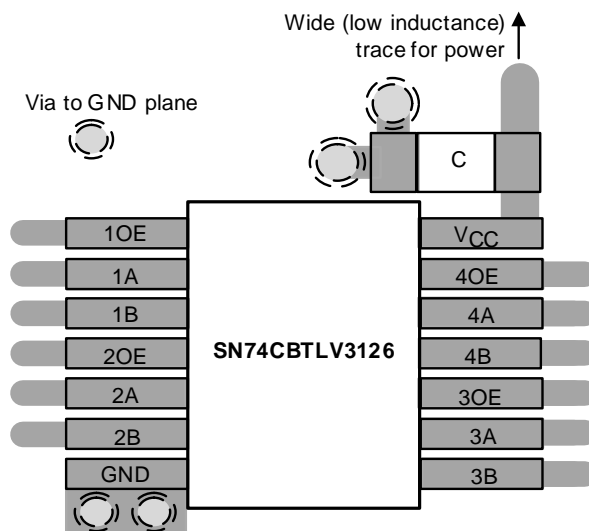 Wide (low inductance)
trace for power
Via to GND plane
C
1OE
1A
1B
2OE
2A
2B
GND
SN74CBTLV3126
VCC
4OE
4A
4B
3OE
3A
3B